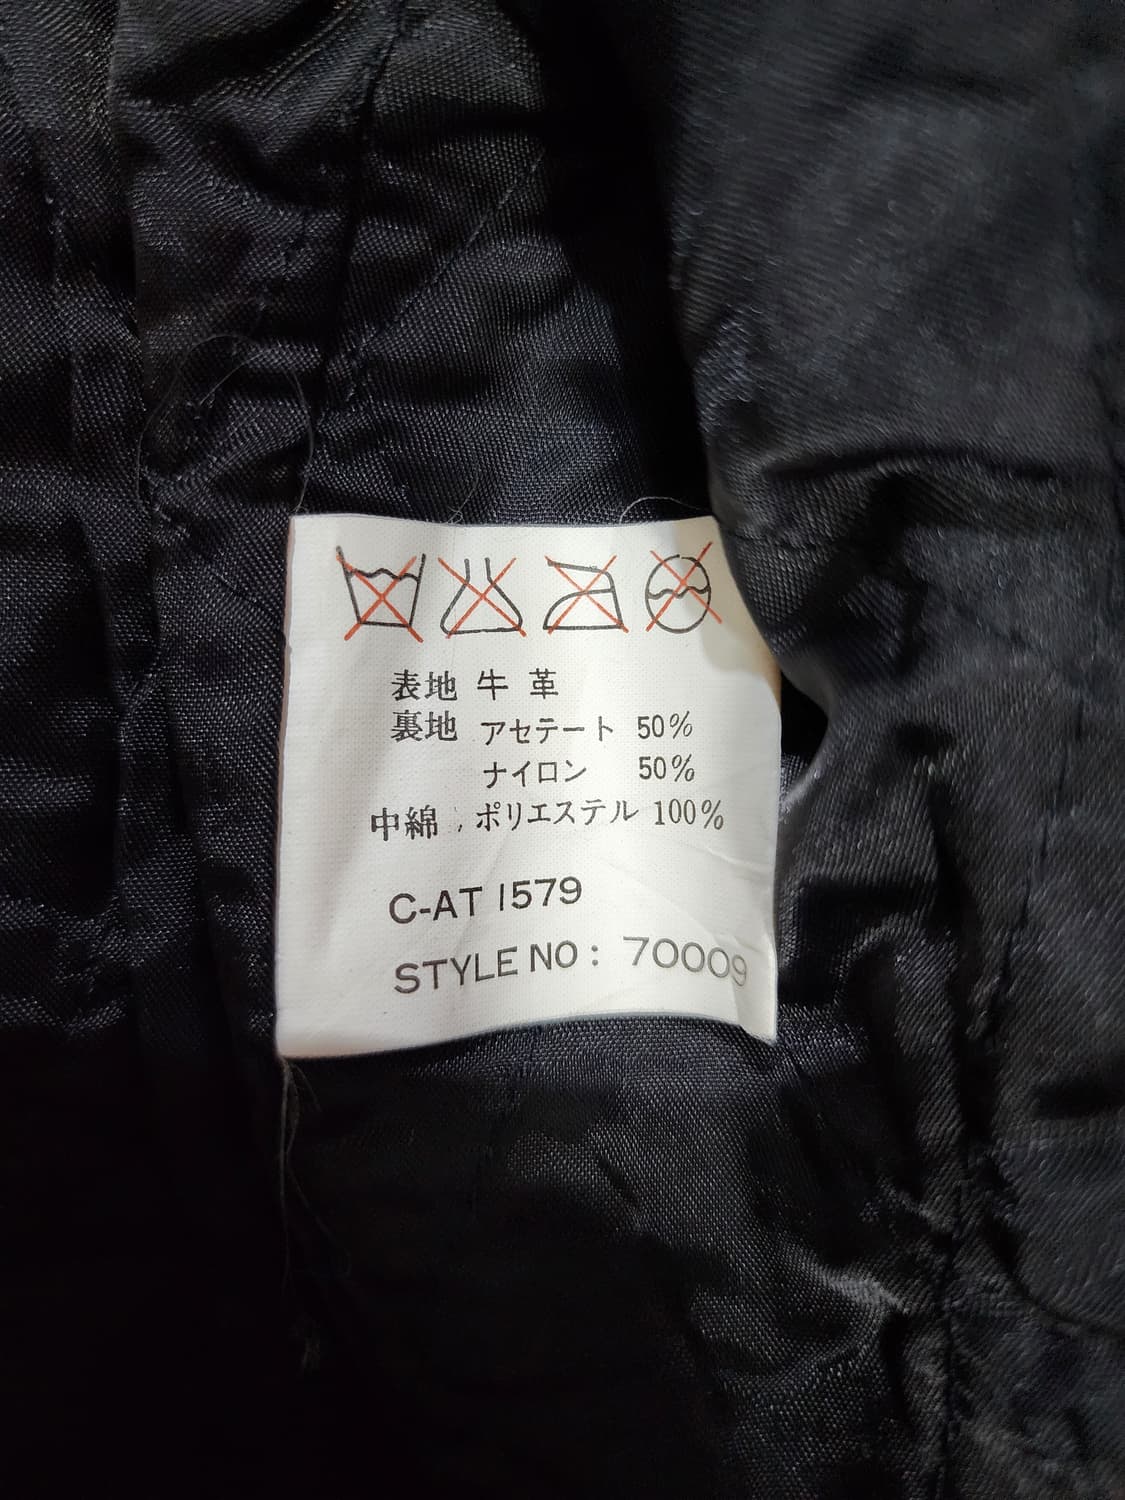 表地 牛 革
裏地 アセテート 50%
ナイロン 50%
中綿 ポリエステル 100%
C-AT 1579
STYLE NO : 70009